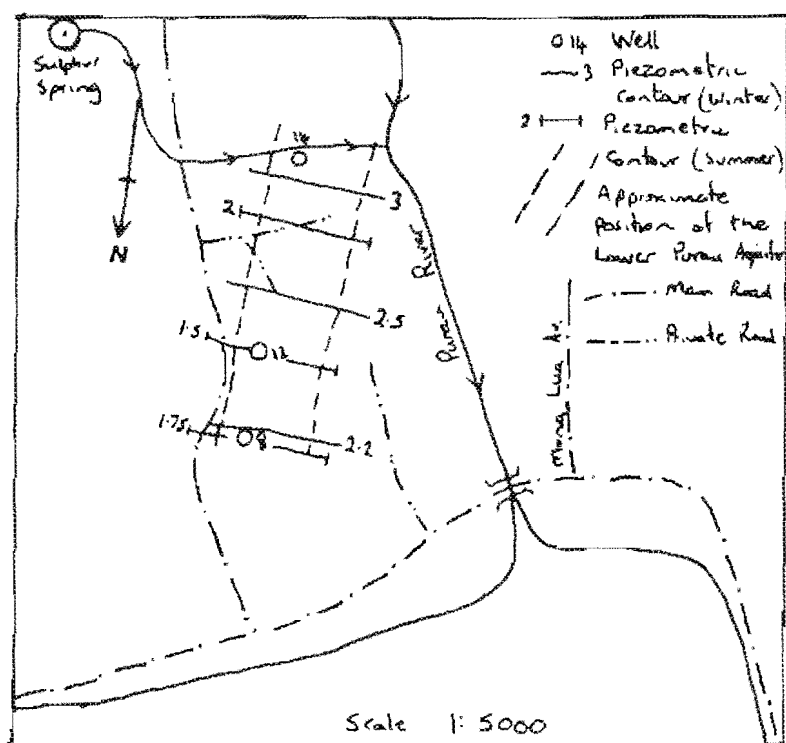 Sulphur
Spring
N
14
3
2
2.5
1.5
12
1.75
8
2.2
Purau River
Main Road
O 14 Well
3 Piezometric
Contour (Winter)
2 Piezometric
Contour (Summer)
Approximate
Position of the
Lower Purau Aquifer
Main Road
Private Road
Scale 1:5000